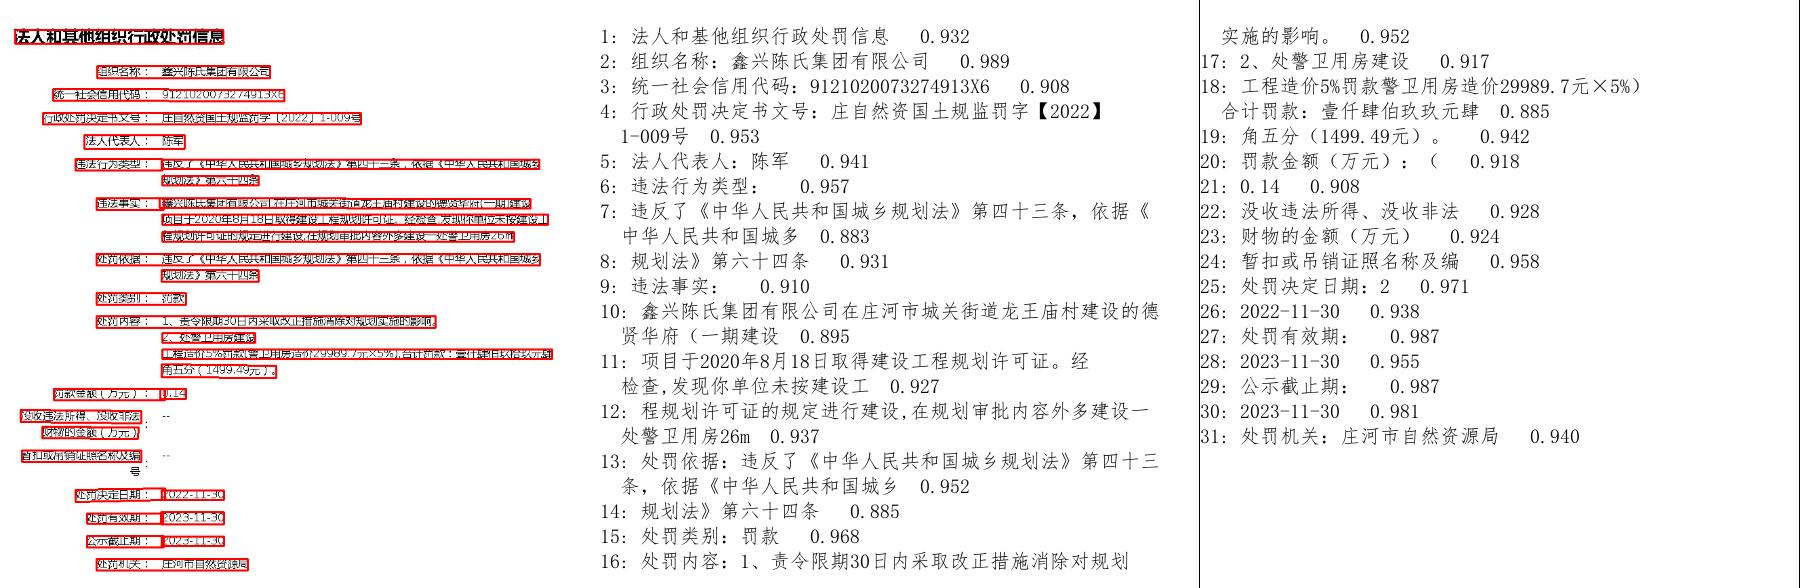 法人和其他组织行政处罚信息
组织名称： 鑫兴陈氏集团有限公司
统一社会信用代码： 9121020073274913X6
行政处罚决定书文号： 庄自然资国土规监罚字〔2022〕1-009号
法人代表人： 陈军
违法行为类型： 违反了《中华人民共和国城乡规划法》第四十三条，依据《中华人民共和国城乡
规划法》第六十四条
违法事实： 鑫兴陈氏集团有限公司,在庄河市城关街道龙王庙村建设的德贤华府(一期)建设
项目于2020年8月18日取得建设工程规划许可证。经检查,发现你单位未按建设工
程规划许可证的规定进行建设,在规划审批内容外多建设一处警卫用房26m
处罚依据： 违反了《中华人民共和国城乡规划法》第四十三条，依据《中华人民共和国城乡
规划法》第六十四条
处罚类别： 罚款
处罚内容： 1、责令限期30日内采取改正措施消除对规划实施的影响。
2、处警卫用房建设
工程造价5%罚款(警卫用房造价29989.7元×5%),合计罚款：壹仟肆佰玖拾玖元肆
角五分（1499.49元）。
罚款金额（万元）： 0.14
没收违法所得、没收非法
财物的金额（万元） ： --
暂扣或吊销证照名称及编
号 ： --
处罚决定日期： 2022-11-30
处罚有效期： 2023-11-30
公示截止期： 2023-11-30
处罚机关： 庄河市自然资源局
1: 法人和基他组织行政处罚信息 0.932
2: 组织名称: 鑫兴陈氏集团有限公司 0.989
3: 统一社会信用代码: 9121020073274913X6 0.908
4: 行政处罚决定书文号: 庄自然资国土规监罚字【2022】
1-009号 0.953
5: 法人代表人: 陈军 0.941
6: 违法行为类型: 0.957
7: 违反了《中华人民共和国城乡规划法》第四十三条, 依据《
中华人民共和国城多 0.883
8: 规划法》第六十四条 0.931
9: 违法事实: 0.910
10: 鑫兴陈氏集团有限公司在庄河市城关街道龙王庙村建设的德
贤华府（一期建设 0.895
11: 项目于2020年8月18日取得建设工程规划许可证。经
检查,发现你单位未按建设工 0.927
12: 程规划许可证的规定进行建设,在规划审批内容外多建设一
处警卫用房26m 0.937
13: 处罚依据: 违反了《中华人民共和国城乡规划法》第四十三
条, 依据《中华人民共和国城乡 0.952
14: 规划法》第六十四条 0.885
15: 处罚类别: 罚款 0.968
16: 处罚内容: 1、责令限期30日内采取改正措施消除对规划
实施的影响。 0.952
17: 2、处警卫用房建设 0.917
18: 工程造价5%罚款警卫用房造价29989.7元×5%）
合计罚款: 壹仟肆伯玖玖元肆 0.885
19: 角五分（1499.49元）。 0.942
20: 罚款金额（万元）: （ 0.918
21: 0.14 0.908
22: 没收违法所得、没收非法 0.928
23: 财物的金额（万元） 0.924
24: 暂扣或吊销证照名称及编 0.958
25: 处罚决定日期: 2 0.971
26: 2022-11-30 0.938
27: 处罚有效期: 0.987
28: 2023-11-30 0.955
29: 公示截止期: 0.987
30: 2023-11-30 0.981
31: 处罚机关: 庄河市自然资源局 0.940